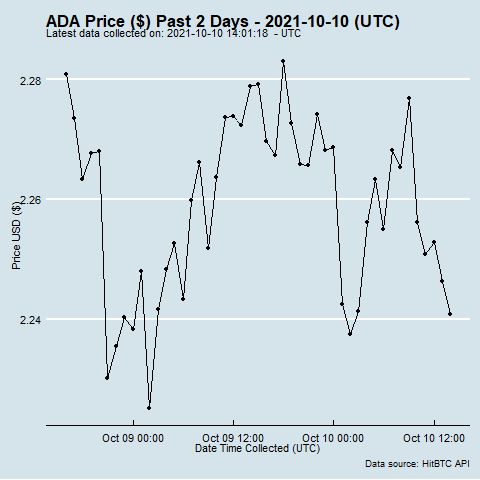 ADA Price ($) Past 2 Days - 2021-10-10 (UTC)
Latest data collected on: 2021-10-10 14:01:18 - UTC
2.28
2.26
2.24
Price USD ($)
Oct 09 00:00
Oct 09 12:00
Oct 10 00:00
Oct 10 12:00
Date Time Collected (UTC)
Data source: HitBTC API